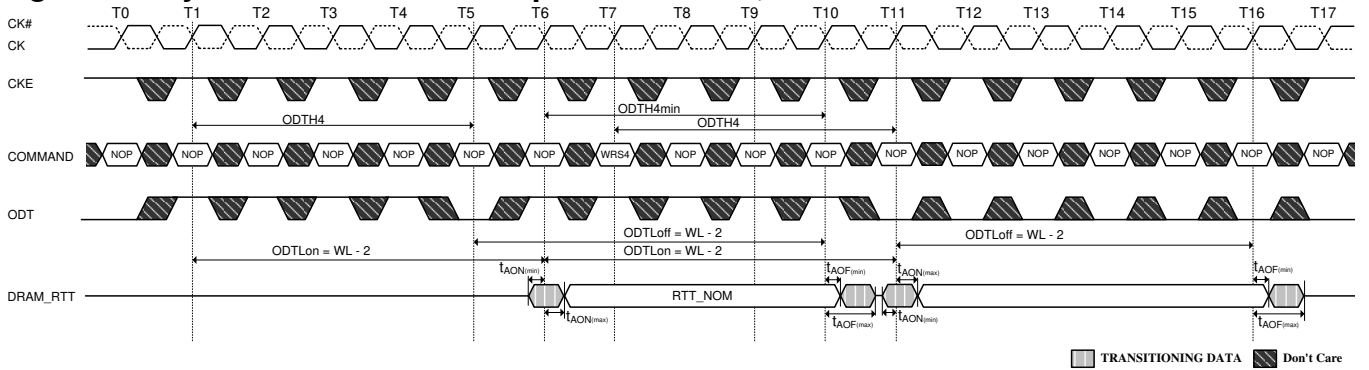 T0 T1 T2 T3 T4 T5 T6 T7 T8 T9 T10 T11 T12 T13 T14 T15 T16 T17
CK#
CK
CKE
ODTH4min
ODTH4
ODTH4
COMMAND NOP NOP NOP NOP NOP NOP NOP WRS4 NOP NOP NOP NOP NOP NOP NOP NOP NOP NOP
ODT
ODTLoff = WL - 2 ODTLoff = WL - 2
ODTLon = WL - 2 ODTLon = WL - 2
tAON(min) tAOF(min) tAON(max) tAOF(min)
DRAM_RTT RTT_NOM
tAON(max) tAOF(max) tAON(min) tAOF(max)
TRANSITIONING DATA Don't Care